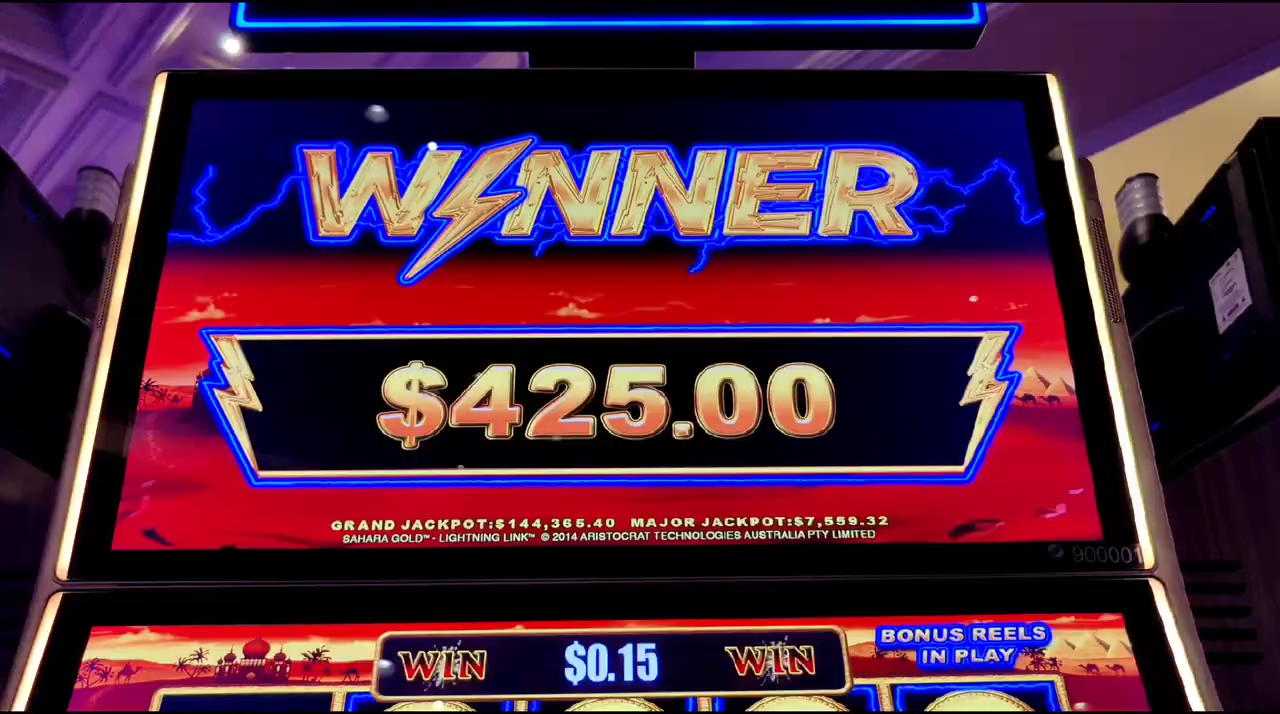 WINNER
$425.00
GRAND JACKPOT:$144,365.40 MAJOR JACKPOT:$7,559.32
SAHARA GOLD™ - LIGHTNING LINK™ © 2014 ARISTOCRAT TECHNOLOGIES AUSTRALIA PTY LIMITED
900001
WIN $0.15 WIN
BONUS REELS
IN PLAY